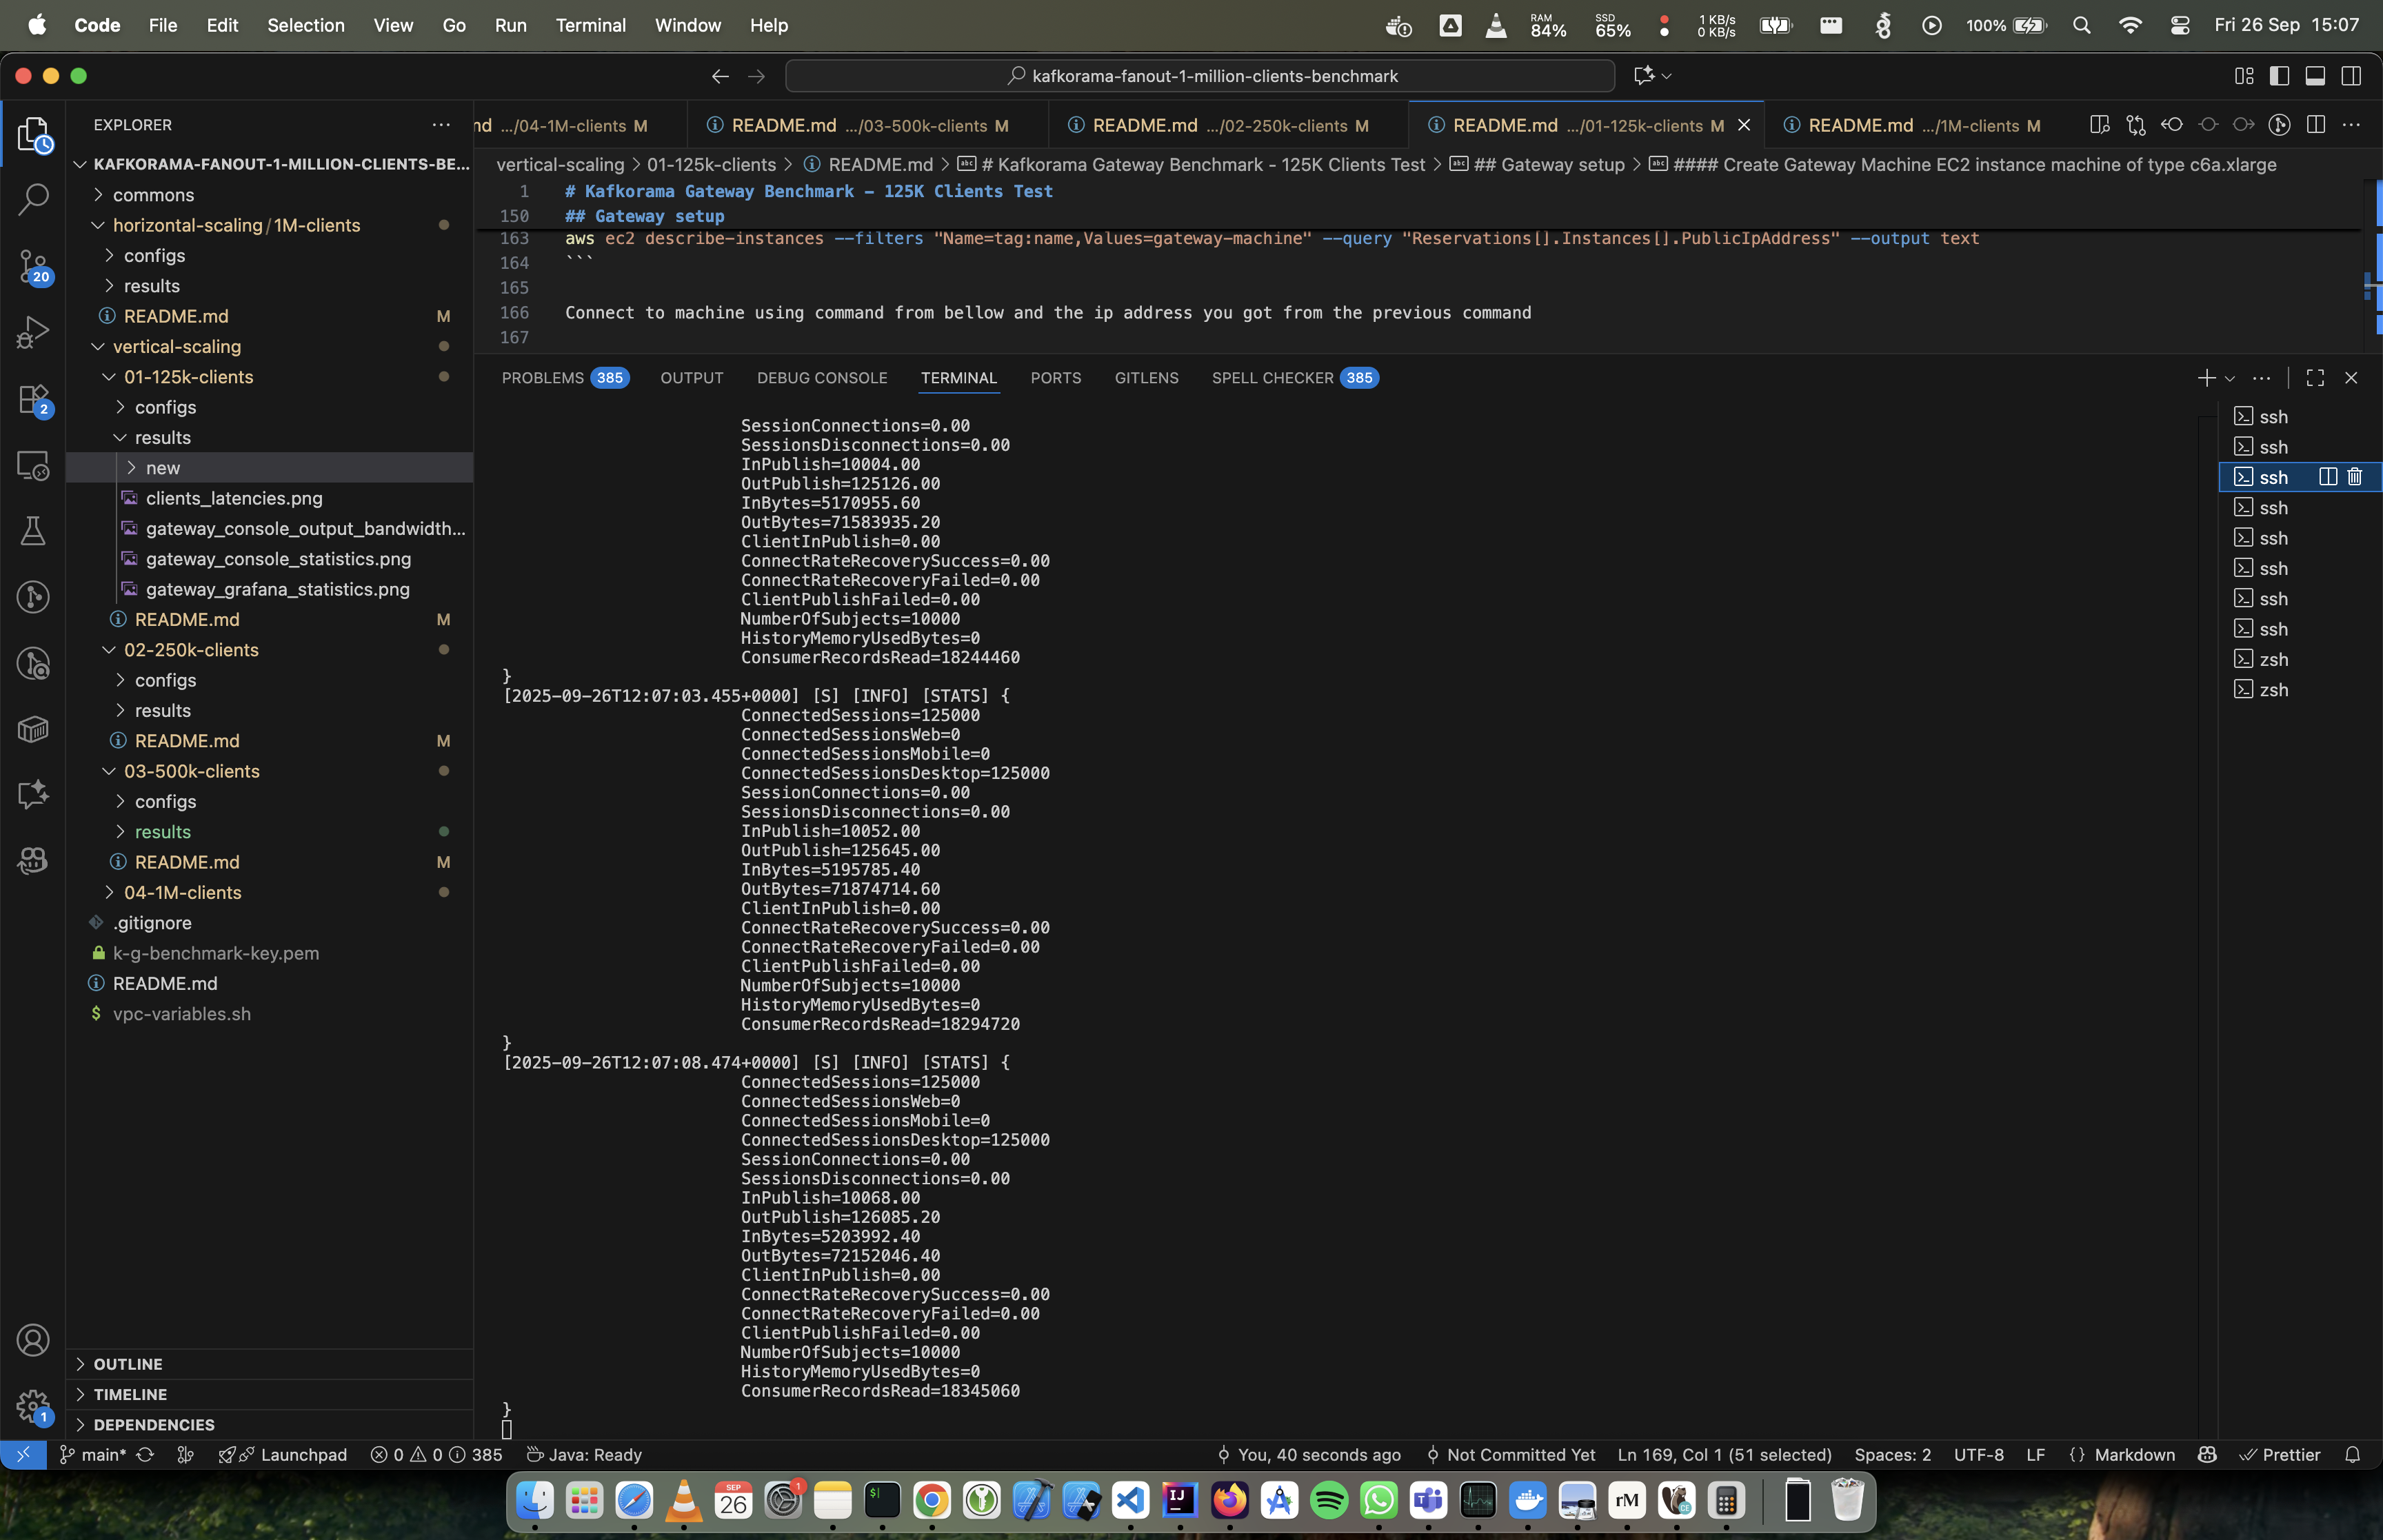 Code File Edit Selection View Go Run Terminal Window Help
RAM 84% SSD 65% 1 KB/s 0 KB/s 100% Fri 26 Sep 15:07
kafkorama-fanout-1-million-clients-benchmark
EXPLORER
nd .../04-1M-clients M README.md .../03-500k-clients M README.md .../02-250k-clients M README.md .../01-125k-clients M README.md .../1M-clients M
vertical-scaling > 01-125k-clients > README.md > # Kafkorama Gateway Benchmark - 125K Clients Test > ## Gateway setup > #### Create Gateway Machine EC2 instance machine of type c6a.xlarge
KAFKORAMA-FANOUT-1-MILLION-CLIENTS-BE...
commons
horizontal-scaling/1M-clients
configs
results
README.md M
vertical-scaling
01-125k-clients
configs
results
new
clients_latencies.png
gateway_console_output_bandwidth...
gateway_console_statistics.png
gateway_grafana_statistics.png
README.md M
02-250k-clients
configs
results
README.md M
03-500k-clients
configs
results
README.md M
04-1M-clients
.gitignore
k-g-benchmark-key.pem
README.md
vpc-variables.sh
OUTLINE
TIMELINE
DEPENDENCIES
20
2
1
1 # Kafkorama Gateway Benchmark - 125K Clients Test
150 ## Gateway setup
163 aws ec2 describe-instances --filters "Name=tag:name,Values=gateway-machine" --query "Reservations[].Instances[].PublicIpAddress" --output text
164 ```
165
166 Connect to machine using command from bellow and the ip address you got from the previous command
167
PROBLEMS 385 OUTPUT DEBUG CONSOLE TERMINAL PORTS GITLENS SPELL CHECKER 385
SessionConnections=0.00
SessionsDisconnections=0.00
InPublish=10004.00
OutPublish=125126.00
InBytes=5170955.60
OutBytes=71583935.20
ClientInPublish=0.00
ConnectRateRecoverySuccess=0.00
ConnectRateRecoveryFailed=0.00
ClientPublishFailed=0.00
NumberOfSubjects=10000
HistoryMemoryUsedBytes=0
ConsumerRecordsRead=18244460
}
[2025-09-26T12:07:03.455+0000] [S] [INFO] [STATS] {
ConnectedSessions=125000
ConnectedSessionsWeb=0
ConnectedSessionsMobile=0
ConnectedSessionsDesktop=125000
SessionConnections=0.00
SessionsDisconnections=0.00
InPublish=10052.00
OutPublish=125645.00
InBytes=5195785.40
OutBytes=71874714.60
ClientInPublish=0.00
ConnectRateRecoverySuccess=0.00
ConnectRateRecoveryFailed=0.00
ClientPublishFailed=0.00
NumberOfSubjects=10000
HistoryMemoryUsedBytes=0
ConsumerRecordsRead=18294720
}
[2025-09-26T12:07:08.474+0000] [S] [INFO] [STATS] {
ConnectedSessions=125000
ConnectedSessionsWeb=0
ConnectedSessionsMobile=0
ConnectedSessionsDesktop=125000
SessionConnections=0.00
SessionsDisconnections=0.00
InPublish=10068.00
OutPublish=126085.20
InBytes=5203992.40
OutBytes=72152046.40
ClientInPublish=0.00
ConnectRateRecoverySuccess=0.00
ConnectRateRecoveryFailed=0.00
ClientPublishFailed=0.00
NumberOfSubjects=10000
HistoryMemoryUsedBytes=0
ConsumerRecordsRead=18345060
}
ssh
ssh
ssh
ssh
ssh
ssh
ssh
ssh
zsh
zsh
main* Launchpad 0 0 385 Java: Ready You, 40 seconds ago Not Committed Yet Ln 169, Col 1 (51 selected) Spaces: 2 UTF-8 LF {} Markdown Prettier
SEP 26 1 $| IJ rM CE